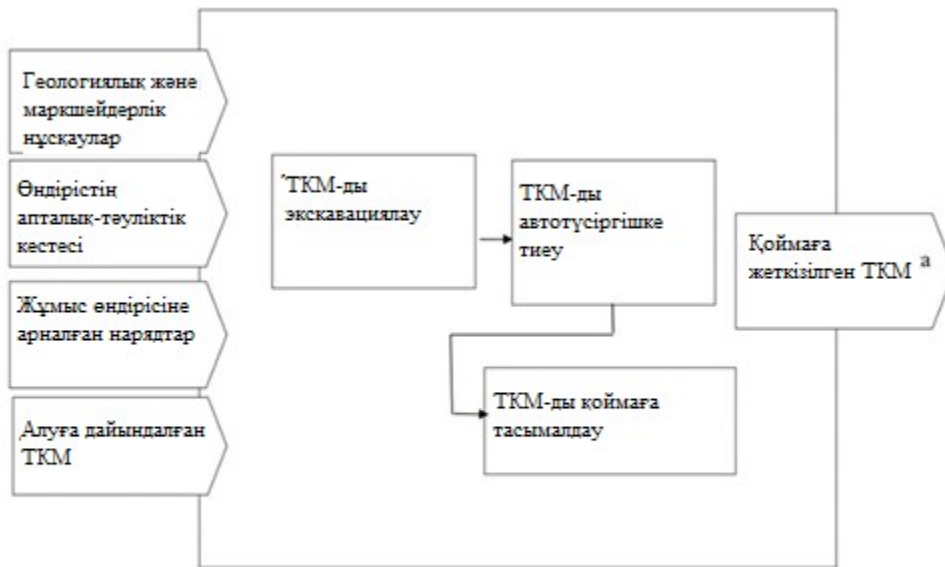 Геологиялық және
маркшейдерлік
нұсқаулар
Өндірістің
апталық-тәуліктік
кестесі
Жұмыс өндірісіне
арналған нарядтар
Алуға дайындалған
ТКМ
ТКМ-ды
экскавациялау
ТКМ-ды
автотүсіргішке
тиеу
ТКМ-ды қоймаға
тасымалдау
Қоймаға
жеткізілген ТКМ а